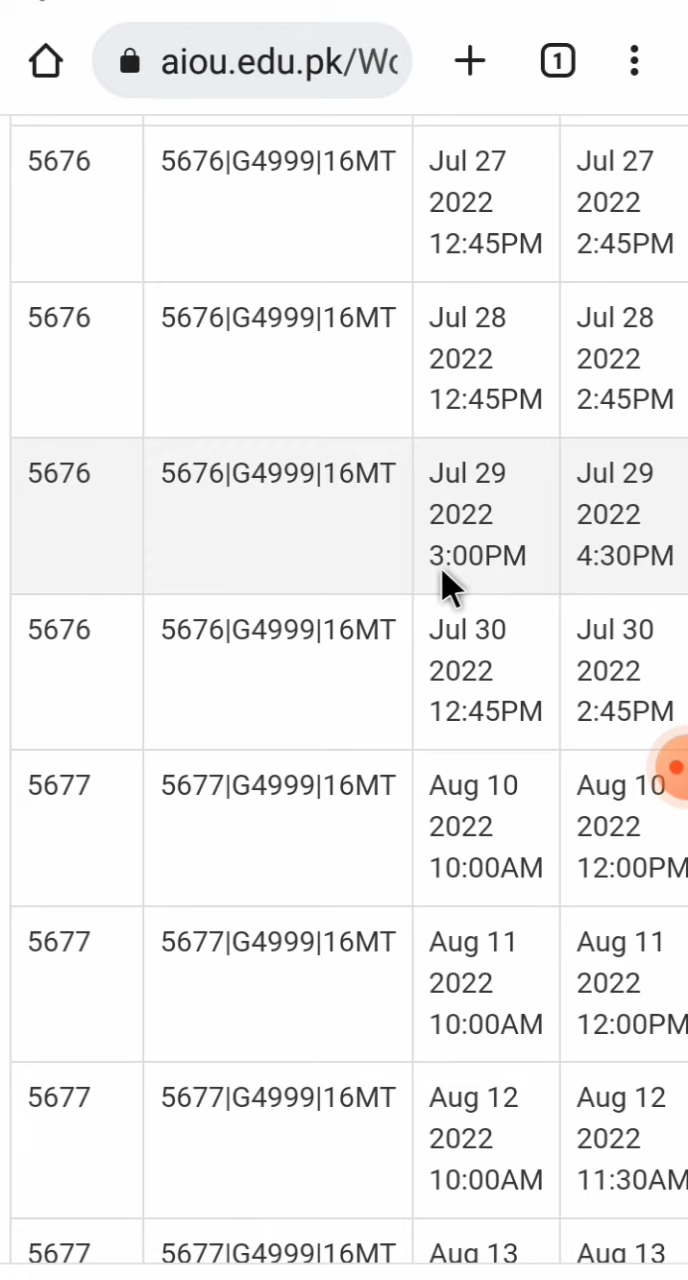 aiou.edu.pk/Wo
1
5676 5676|G4999|16MT Jul 27 Jul 27
2022 2022
12:45PM 2:45PM
5676 5676|G4999|16MT Jul 28 Jul 28
2022 2022
12:45PM 2:45PM
5676 5676|G4999|16MT Jul 29 Jul 29
2022 2022
3:00PM 4:30PM
5676 5676|G4999|16MT Jul 30 Jul 30
2022 2022
12:45PM 2:45PM
5677 5677|G4999|16MT Aug 10 Aug 10
2022 2022
10:00AM 12:00PM
5677 5677|G4999|16MT Aug 11 Aug 11
2022 2022
10:00AM 12:00PM
5677 5677|G4999|16MT Aug 12 Aug 12
2022 2022
10:00AM 11:30AM
5677 5677|G4999|16MT Aug 13 Aug 13